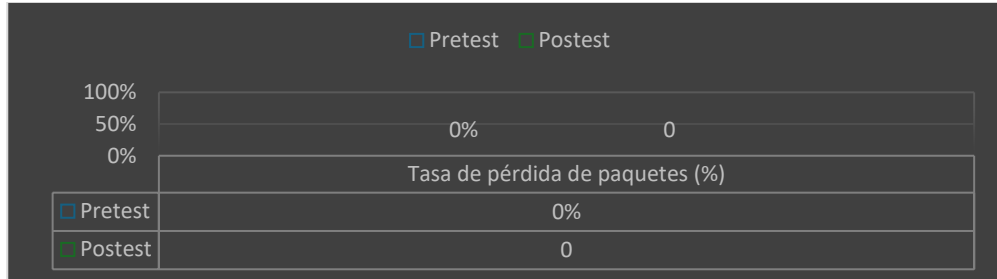 Pretest Postest
100%
50%
0%
0% 0
Tasa de pérdida de paquetes (%)
Pretest 0%
Postest 0